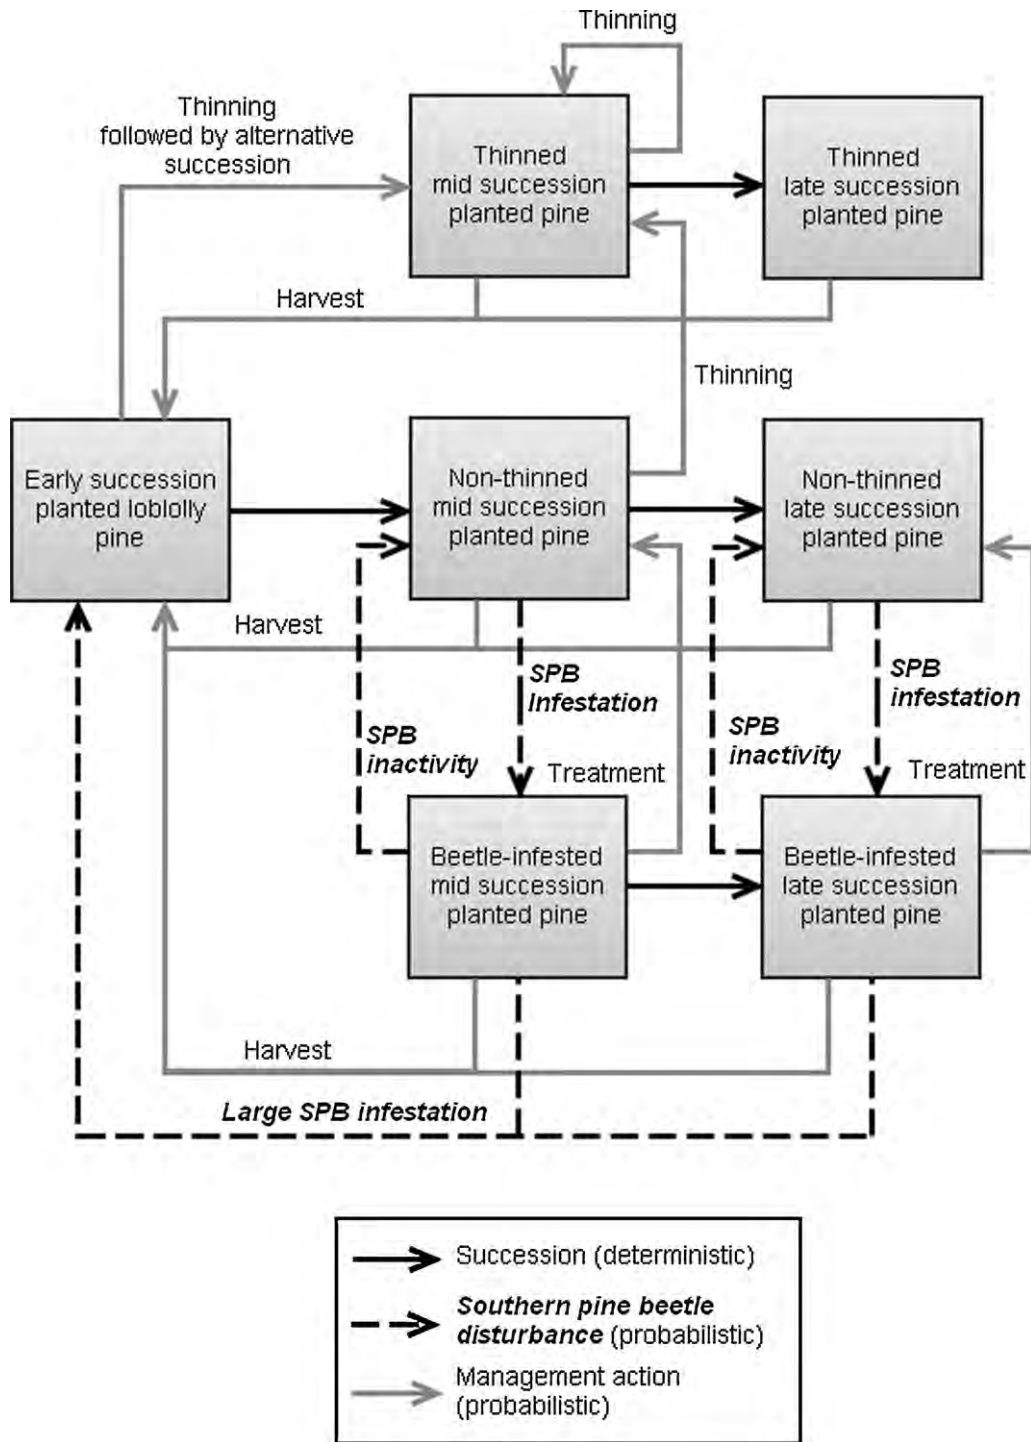 Thinning
Thinning
followed by alternative
succession
Thinned
mid succession
planted pine
Thinned
late succession
planted pine
Harvest
Thinning
Early succession
planted loblolly
pine
Non-thinned
mid succession
planted pine
Non-thinned
late succession
planted pine
Harvest
SPB
Infestation
SPB
infestation
SPB
inactivity
SPB
inactivity
Treatment
Treatment
Beetle-infested
mid succession
planted pine
Beetle-infested
late succession
planted pine
Harvest
Large SPB infestation
Succession (deterministic)
Southern pine beetle
disturbance (probabilistic)
Management action
(probabilistic)